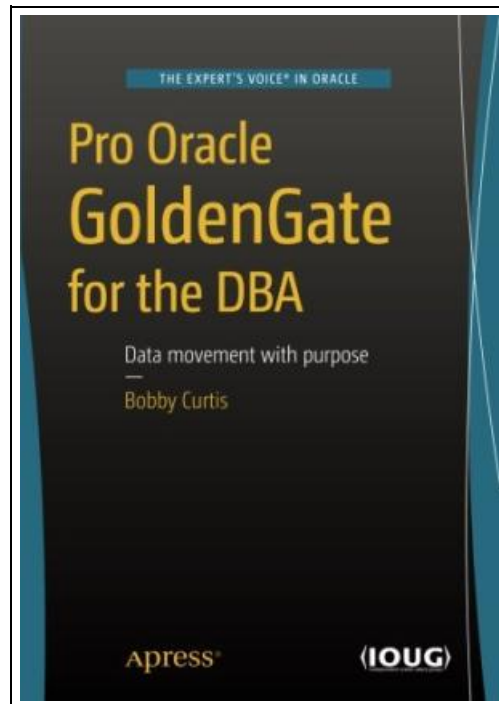 THE EXPERT'S VOICE® IN ORACLE
Pro Oracle
GoldenGate
for the DBA
Data movement with purpose
Bobby Curtis
Apress®
(IOUG)